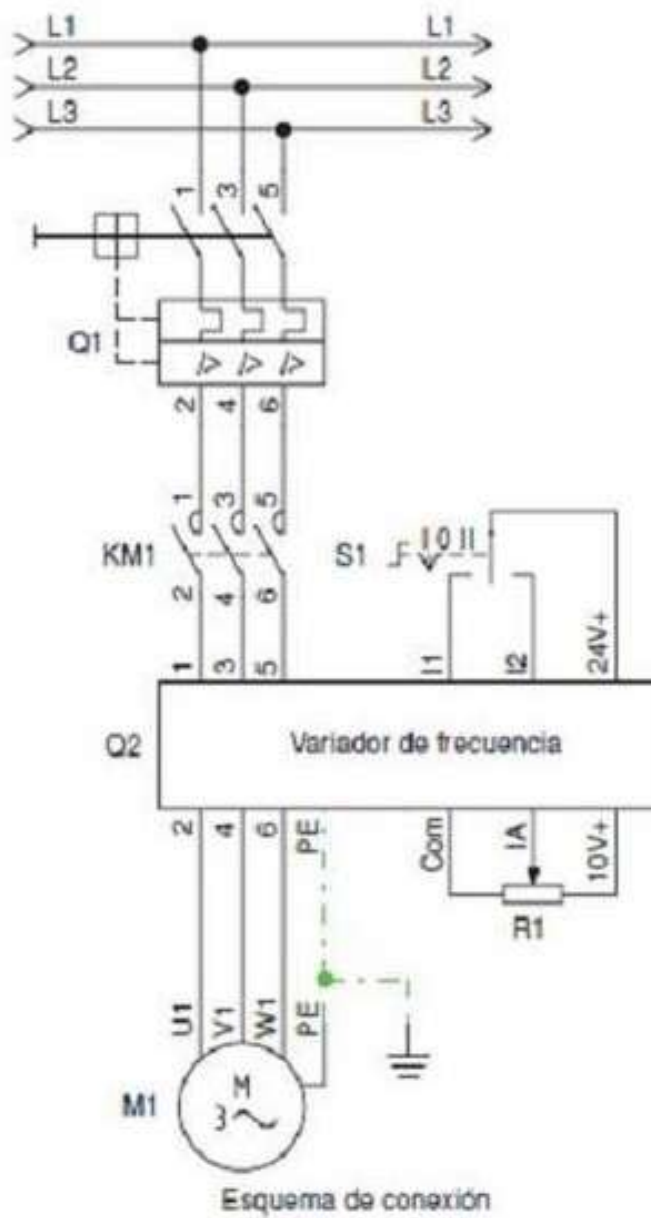 L1 L1
L2 L2
L3 L3
1 3 5
Q1
2 4 6
1 3 5
KM1
2 4 6
S1
I 0 II
1 3 5
I1 I2 24V+
Q2
Variador de frecuencia
2 4 6 PE
Com IA 10V+
R1
U1 V1 W1 PE
M1
M
3
Esquema de conexión